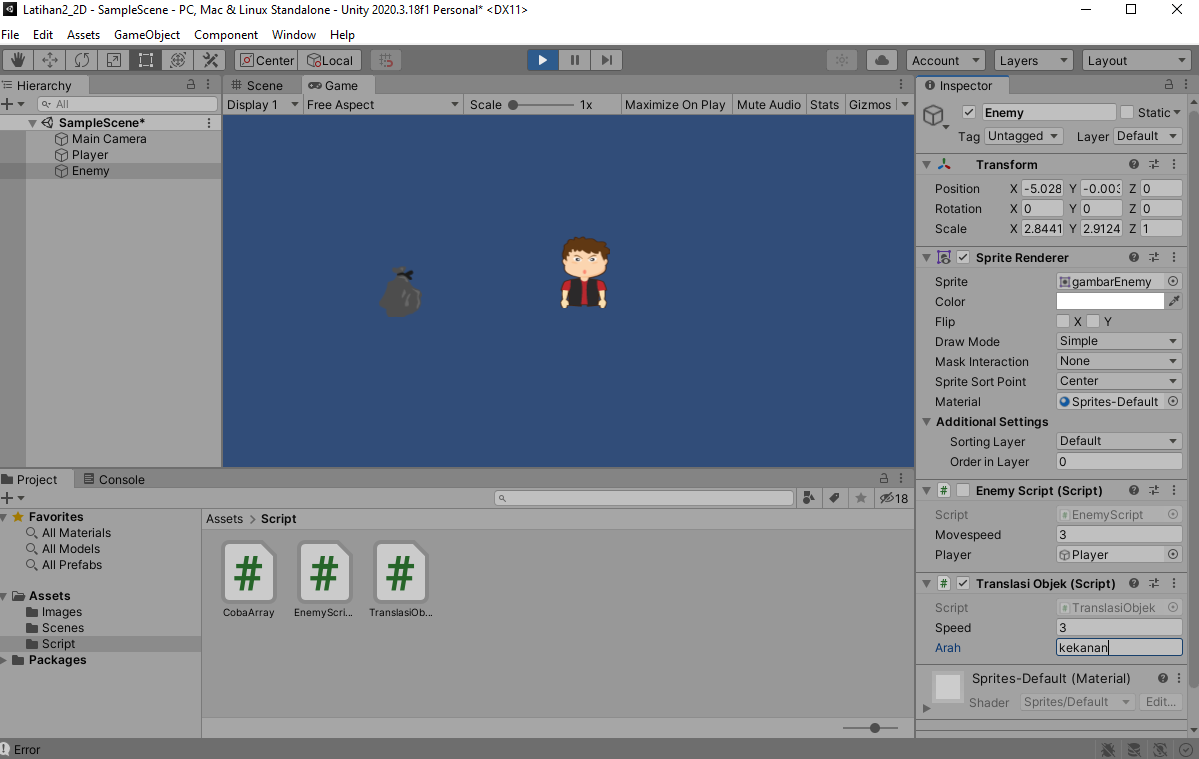 Latihan2_2D - SampleScene - PC, Mac & Linux Standalone - Unity 2020.3.18f1 Personal* <DX11>
File Edit Assets GameObject Component Window Help
Center Local Account Layers Layout
Hierarchy
All
SampleScene*
Main Camera
Player
Enemy
Scene Game
Display 1 Free Aspect Scale 1x Maximize On Play Mute Audio Stats Gizmos
Inspector
Enemy Static
Tag Untagged Layer Default
Transform
Position X -5.028 Y -0.003 Z 0
Rotation X 0 Y 0 Z 0
Scale X 2.8441 Y 2.9124 Z 1
Sprite Renderer
Sprite gambarEnemy
Color
Flip X Y
Draw Mode Simple
Mask Interaction None
Sprite Sort Point Center
Material Sprites-Default
Additional Settings
Sorting Layer Default
Order in Layer 0
# Enemy Script (Script)
Script EnemyScript
Movespeed 3
Player Player
# Translasi Objek (Script)
Script TranslasiObjek
Speed 3
Arah kekanan
Sprites-Default (Material)
Shader Sprites/Default Edit...
Project Console
18
Favorites
All Materials
All Models
All Prefabs
Assets
Images
Scenes
Script
Packages
Assets > Script
# # #
CobaArray EnemyScri... TranslasiOb...
Error